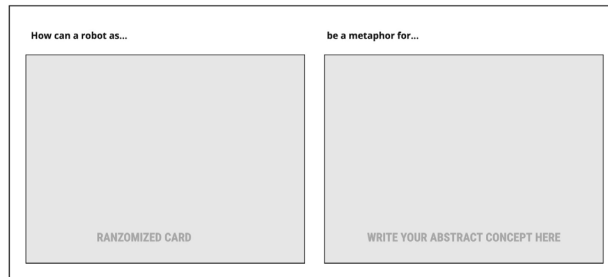 How can a robot as...
be a metaphor for...
RANZOMIZED CARD
WRITE YOUR ABSTRACT CONCEPT HERE